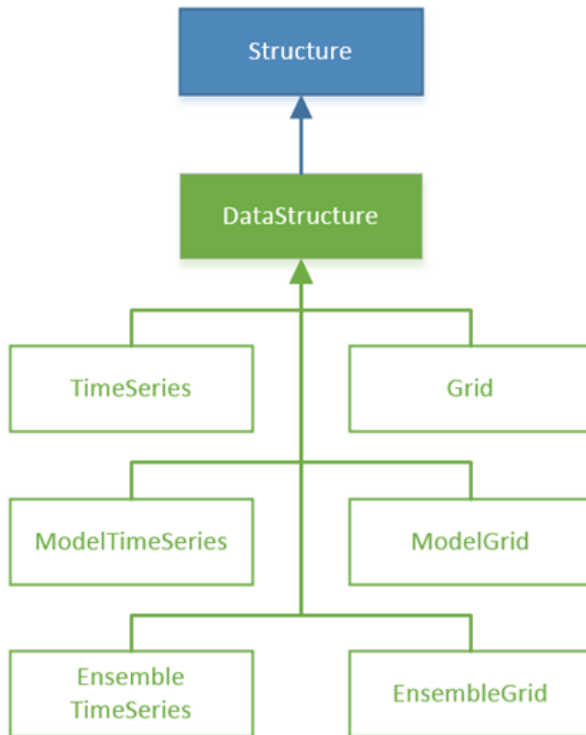 Structure
DataStructure
TimeSeries
Grid
ModelTimeSeries
ModelGrid
Ensemble
TimeSeries
EnsembleGrid